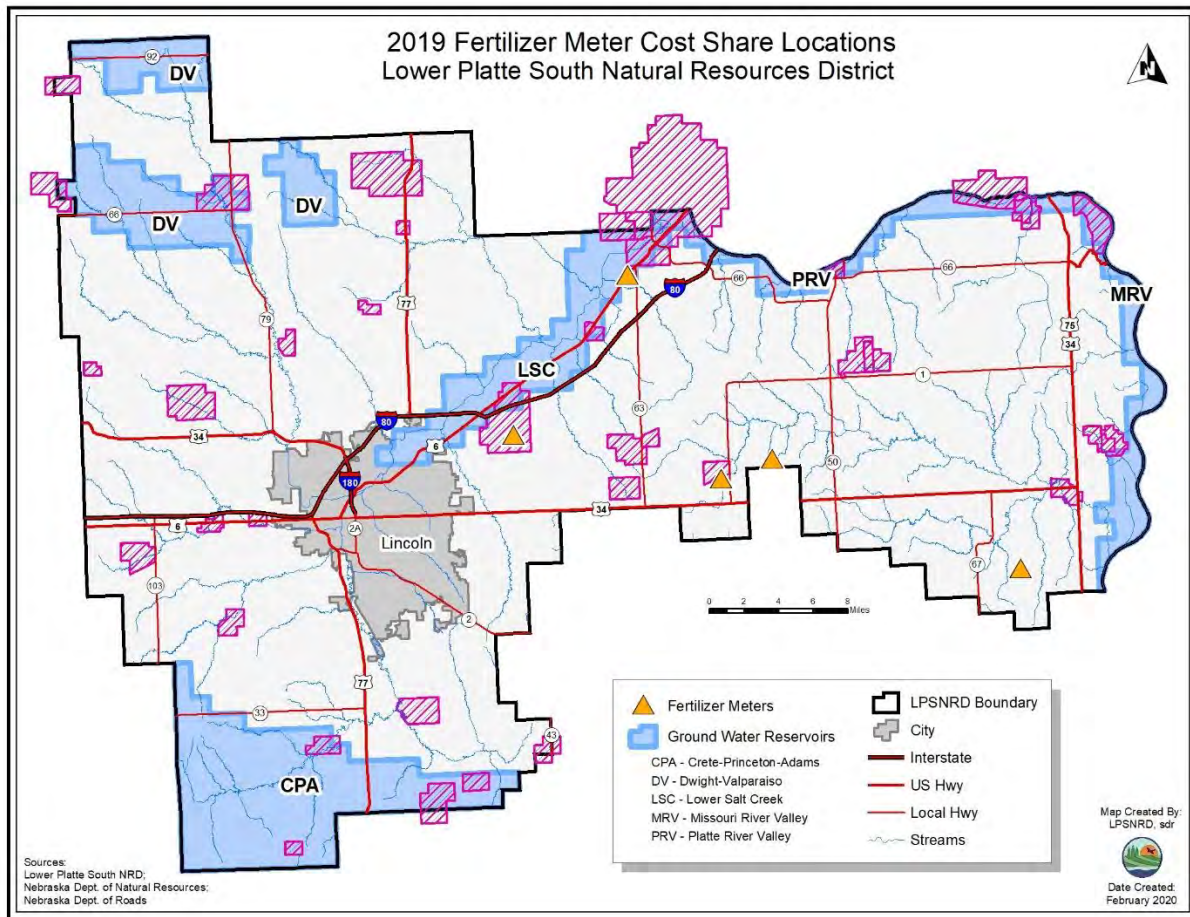 2019 Fertilizer Meter Cost Share Locations
Lower Platte South Natural Resources District
N
92
DV
66
DV
DV
79
77
34
LSC
80
6
80
180
6
2A
Lincoln
103
2
77
33
CPA
43
63
66
PRV
66
MRV
75
34
1
50
34
67
0 2 4 6 8
Miles
Fertilizer Meters
Ground Water Reservoirs
CPA - Crete-Princeton-Adams
DV - Dwight-Valparaiso
LSC - Lower Salt Creek
MRV - Missouri River Valley
PRV - Platte River Valley
LPSNRD Boundary
City
Interstate
US Hwy
Local Hwy
Streams
Map Created By:
LPSNRD, sdr
Date Created:
February 2020
Sources:
Lower Platte South NRD;
Nebraska Dept. of Natural Resources;
Nebraska Dept. of Roads